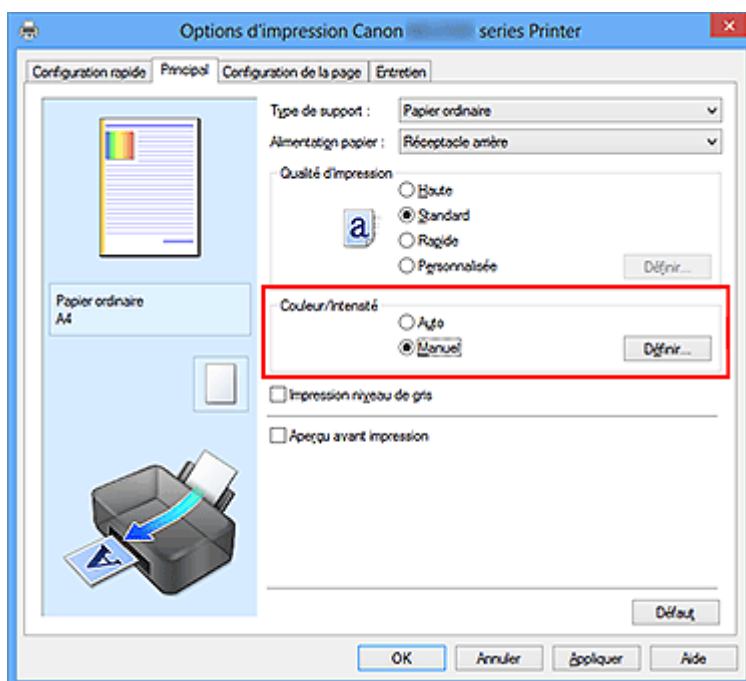 Options d'impression Canon series Printer
Configuration rapide Principal Configuration de la page Entretien
Type de support : Papier ordinaire
Alimentation papier : Réceptacle arrière
Qualité d'impression
Haute
Standard
Rapide
Personnalisée Définir...
a
Papier ordinaire
A4
Couleur/Intensité
Auto
Manuel Définir...
Impression niveau de gris
Aperçu avant impression
A
Défaut
OK Annuler Appliquer Aide